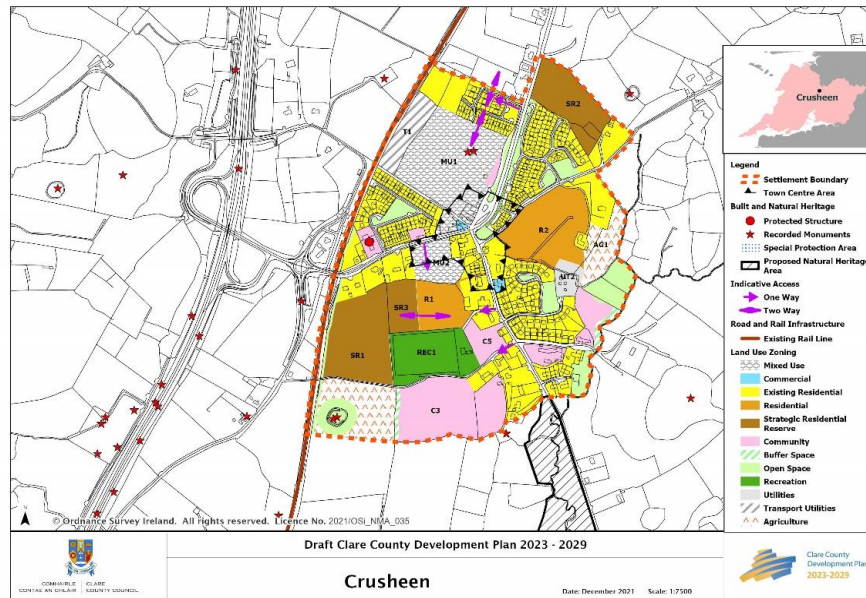 SR2
T1
MU1
R2
AG1
MU2
UT2
SR3
R1
SR1
REC1
C5
C3
N
© Ordnance Survey Ireland. All rights reserved. Licence No. 2021/OSi_NMA_035
Crusheen
Legend
Settlement Boundary
Town Centre Area
Built and Natural Heritage
Protected Structure
Recorded Monuments
Special Protection Area
Proposed Natural Heritage
Area
Indicative Access
One Way
Two Way
Road and Rail Infrastructure
Existing Rail Line
Land Use Zoning
Mixed Use
Commercial
Existing Residential
Residential
Strategic Residential
Reserve
Community
Buffer Space
Open Space
Recreation
Utilities
Transport Utilities
Agriculture
COMHAIRLE
CONTAE AN CHLÁIR
CLARE
COUNTY COUNCIL
Draft Clare County Development Plan 2023 - 2029
Crusheen
Date: December 2021 Scale: 1:7500
Clare County
Development Plan
2023-2029